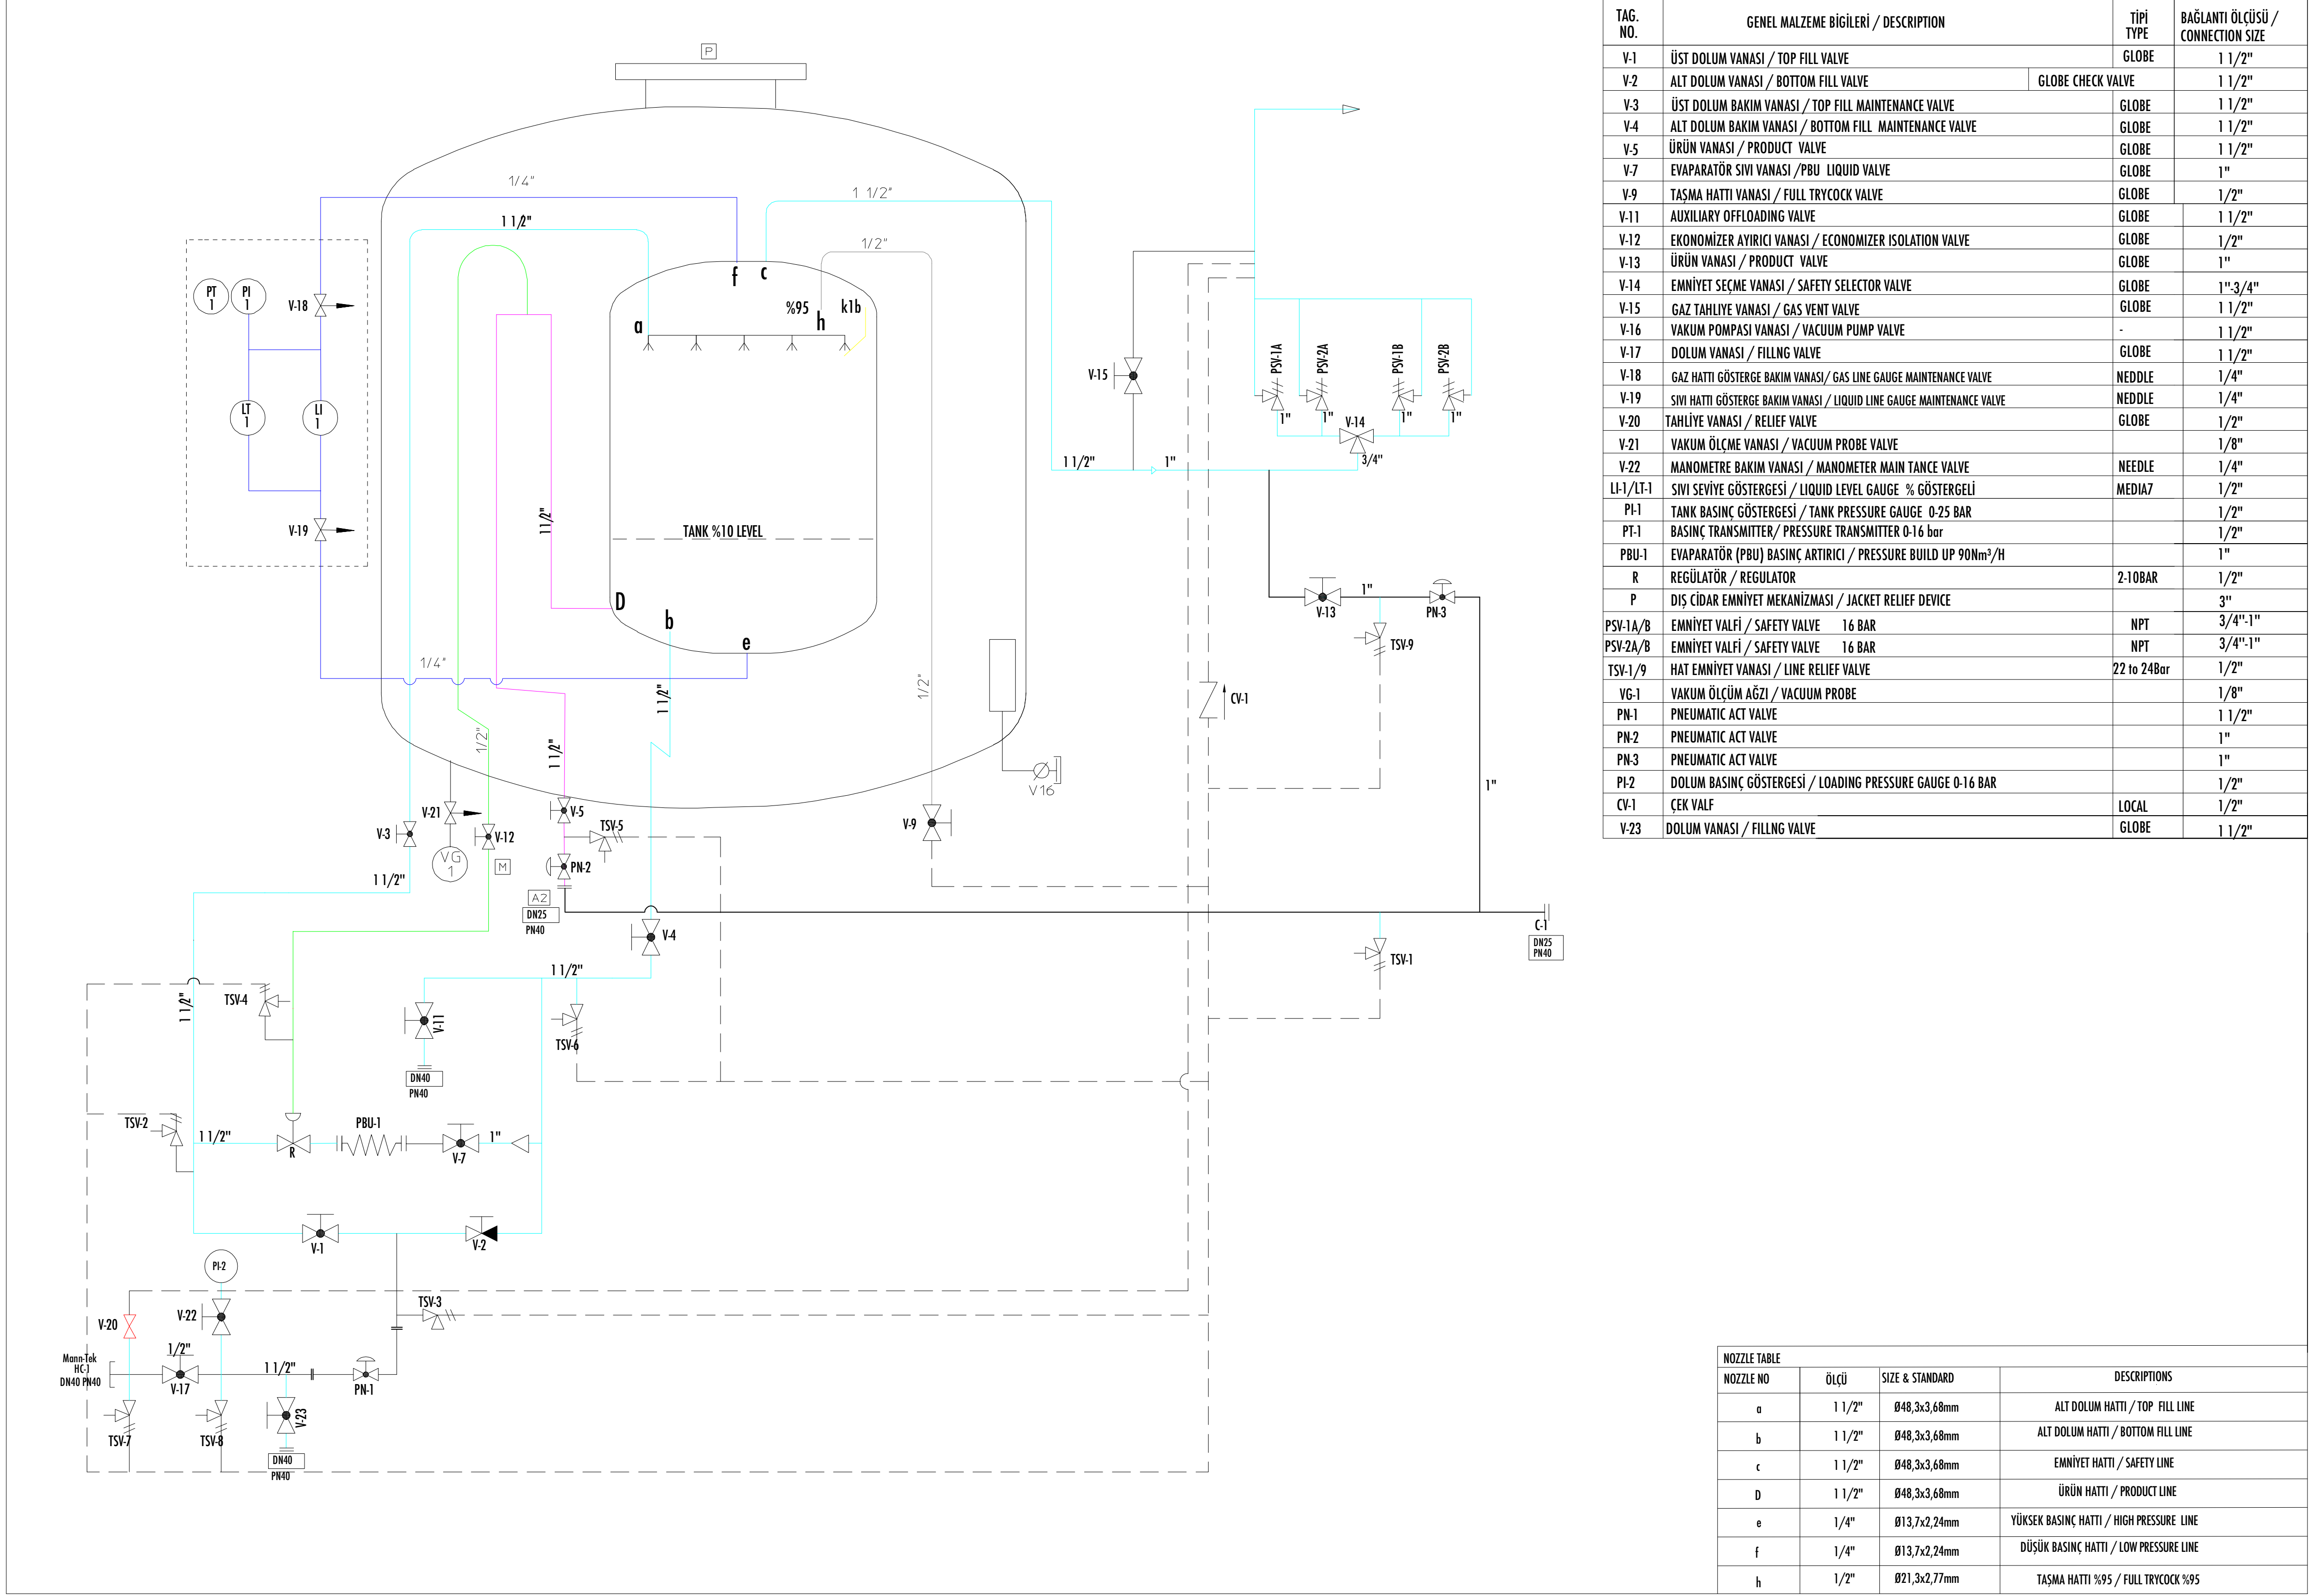 P
1/4"
1 1/2"
1 1/2"
1/2"
f
c
%95
k1b
h
a
PT
1
PI
1
V-18
LT
1
LI
1
V-19
V-15
PSV-1A
PSV-2A
PSV-1B
PSV-2B
1"
1"
1"
1"
V-14
3/4"
1 1/2"
1"
1 1/2"
TANK %10 LEVEL
D
b
e
1"
V-13
PN-3
TSV-9
1/4"
1 1/2"
1/2"
CV-1
1/2"
1 1/2"
V16
1"
V-21
V-3
V-12
V-5
TSV-5
V-9
VG
1
M
PN-2
1 1/2"
A2
DN25
PN40
V-4
C-1
DN25
PN40
TSV-1
1 1/2"
1 1/2"
TSV-4
V-11
TSV-6
DN40
PN40
TSV-2
1 1/2"
PBU-1
1"
R
V-7
V-1
V-2
PI-2
TSV-3
V-20
V-22
1/2"
Mann-Tek
HC-1
DN40 PN40
1 1/2"
V-17
PN-1
V-23
TSV-7
TSV-8
DN40
PN40
TAG. NO. GENEL MALZEME BİGİLERİ / DESCRIPTION TİPİ TYPE BAĞLANTI ÖLÇÜSÜ / CONNECTION SIZE
V-1 ÜST DOLUM VANASI / TOP FILL VALVE GLOBE 1 1/2"
V-2 ALT DOLUM VANASI / BOTTOM FILL VALVE GLOBE CHECK VALVE 1 1/2"
V-3 ÜST DOLUM BAKIM VANASI / TOP FILL MAINTENANCE VALVE GLOBE 1 1/2"
V-4 ALT DOLUM BAKIM VANASI / BOTTOM FILL MAINTENANCE VALVE GLOBE 1 1/2"
V-5 ÜRÜN VANASI / PRODUCT VALVE GLOBE 1 1/2"
V-7 EVAPARATÖR SIVI VANASI /PBU LIQUID VALVE GLOBE 1"
V-9 TAŞMA HATTI VANASI / FULL TRYCOCK VALVE GLOBE 1/2"
V-11 AUXILIARY OFFLOADING VALVE GLOBE 1 1/2"
V-12 EKONOMİZER AYIRICI VANASI / ECONOMIZER ISOLATION VALVE GLOBE 1/2"
V-13 ÜRÜN VANASI / PRODUCT VALVE GLOBE 1"
V-14 EMNİYET SEÇME VANASI / SAFETY SELECTOR VALVE GLOBE 1"-3/4"
V-15 GAZ TAHLIYE VANASI / GAS VENT VALVE GLOBE 1 1/2"
V-16 VAKUM POMPASI VANASI / VACUUM PUMP VALVE - 1 1/2"
V-17 DOLUM VANASI / FILLNG VALVE GLOBE 1 1/2"
V-18 GAZ HATTI GÖSTERGE BAKIM VANASI/ GAS LINE GAUGE MAINTENANCE VALVE NEDDLE 1/4"
V-19 SIVI HATTI GÖSTERGE BAKIM VANASI / LIQUID LINE GAUGE MAINTENANCE VALVE NEDDLE 1/4"
V-20 TAHLİYE VANASI / RELIEF VALVE GLOBE 1/2"
V-21 VAKUM ÖLÇME VANASI / VACUUM PROBE VALVE 1/8"
V-22 MANOMETRE BAKIM VANASI / MANOMETER MAIN TANCE VALVE NEEDLE 1/4"
LI-1/LT-1 SIVI SEVİYE GÖSTERGESİ / LIQUID LEVEL GAUGE % GÖSTERGELİ MEDIA7 1/2"
PI-1 TANK BASINÇ GÖSTERGESİ / TANK PRESSURE GAUGE 0-25 BAR 1/2"
PT-1 BASINÇ TRANSMITTER/ PRESSURE TRANSMITTER 0-16 bar 1/2"
PBU-1 EVAPARATÖR (PBU) BASINÇ ARTIRICI / PRESSURE BUILD UP 90Nm³/H 1"
R REGÜLATÖR / REGULATOR 2-10BAR 1/2"
P DIŞ CİDAR EMNİYET MEKANİZMASI / JACKET RELIEF DEVICE 3"
PSV-1A/B EMNİYET VALFİ / SAFETY VALVE 16 BAR NPT 3/4"-1"
PSV-2A/B EMNİYET VALFİ / SAFETY VALVE 16 BAR NPT 3/4"-1"
TSV-1/9 HAT EMNİYET VANASI / LINE RELIEF VALVE 22 to 24Bar 1/2"
VG-1 VAKUM ÖLÇÜM AĞZI / VACUUM PROBE 1/8"
PN-1 PNEUMATIC ACT VALVE 1 1/2"
PN-2 PNEUMATIC ACT VALVE 1"
PN-3 PNEUMATIC ACT VALVE 1"
PI-2 DOLUM BASINÇ GÖSTERGESİ / LOADING PRESSURE GAUGE 0-16 BAR 1/2"
CV-1 ÇEK VALF LOCAL 1/2"
V-23 DOLUM VANASI / FILLNG VALVE GLOBE 1 1/2"
NOZZLE TABLE
NOZZLE NO ÖLÇÜ SIZE & STANDARD DESCRIPTIONS
a 1 1/2" Ø48,3x3,68mm ALT DOLUM HATTI / TOP FILL LINE
b 1 1/2" Ø48,3x3,68mm ALT DOLUM HATTI / BOTTOM FILL LINE
c 1 1/2" Ø48,3x3,68mm EMNİYET HATTI / SAFETY LINE
D 1 1/2" Ø48,3x3,68mm ÜRÜN HATTI / PRODUCT LINE
e 1/4" Ø13,7x2,24mm YÜKSEK BASINÇ HATTI / HIGH PRESSURE LINE
f 1/4" Ø13,7x2,24mm DÜŞÜK BASINÇ HATTI / LOW PRESSURE LINE
h 1/2" Ø21,3x2,77mm TAŞMA HATTI %95 / FULL TRYCOCK %95